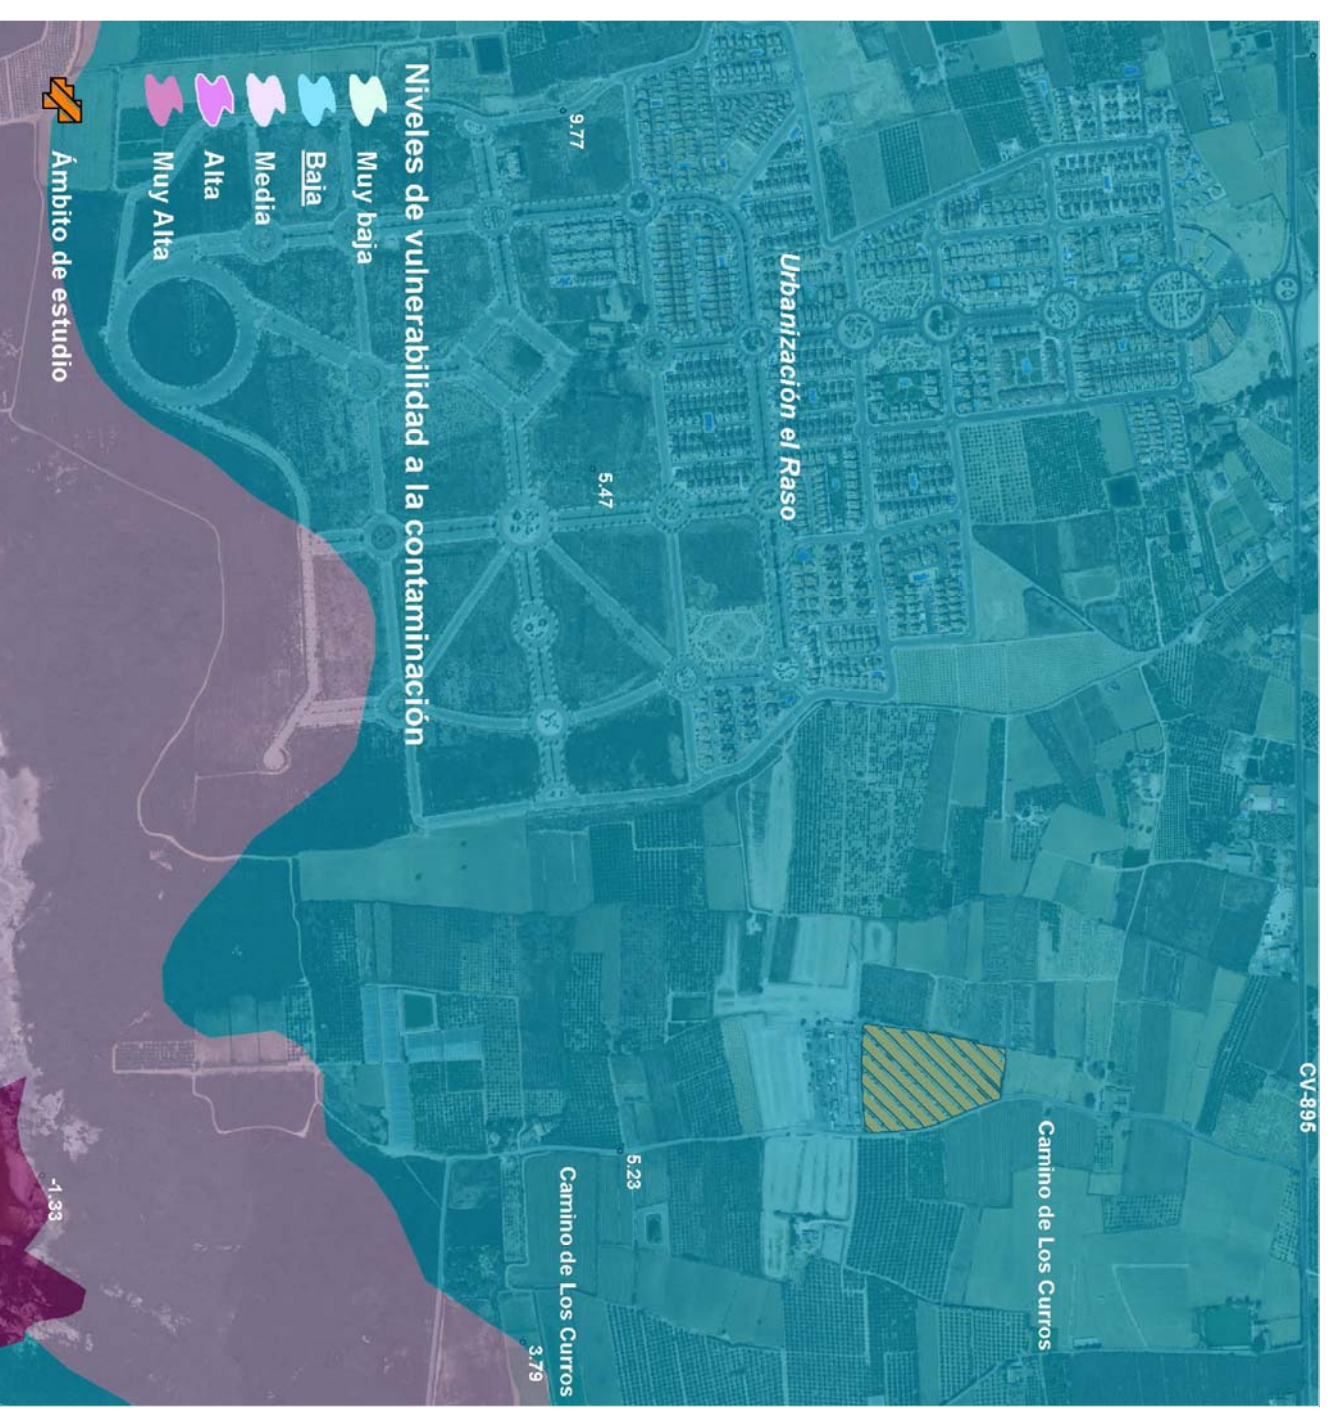 CV-895
Camino de Los Curros
Urbanización el Raso
5.23
9.77
5.47
Camino de Los Curros
3.79
Niveles de vulnerabilidad a la contaminación
Muy baja
Baja
Media
Alta
Muy Alta
Ámbito de estudio
-1.33